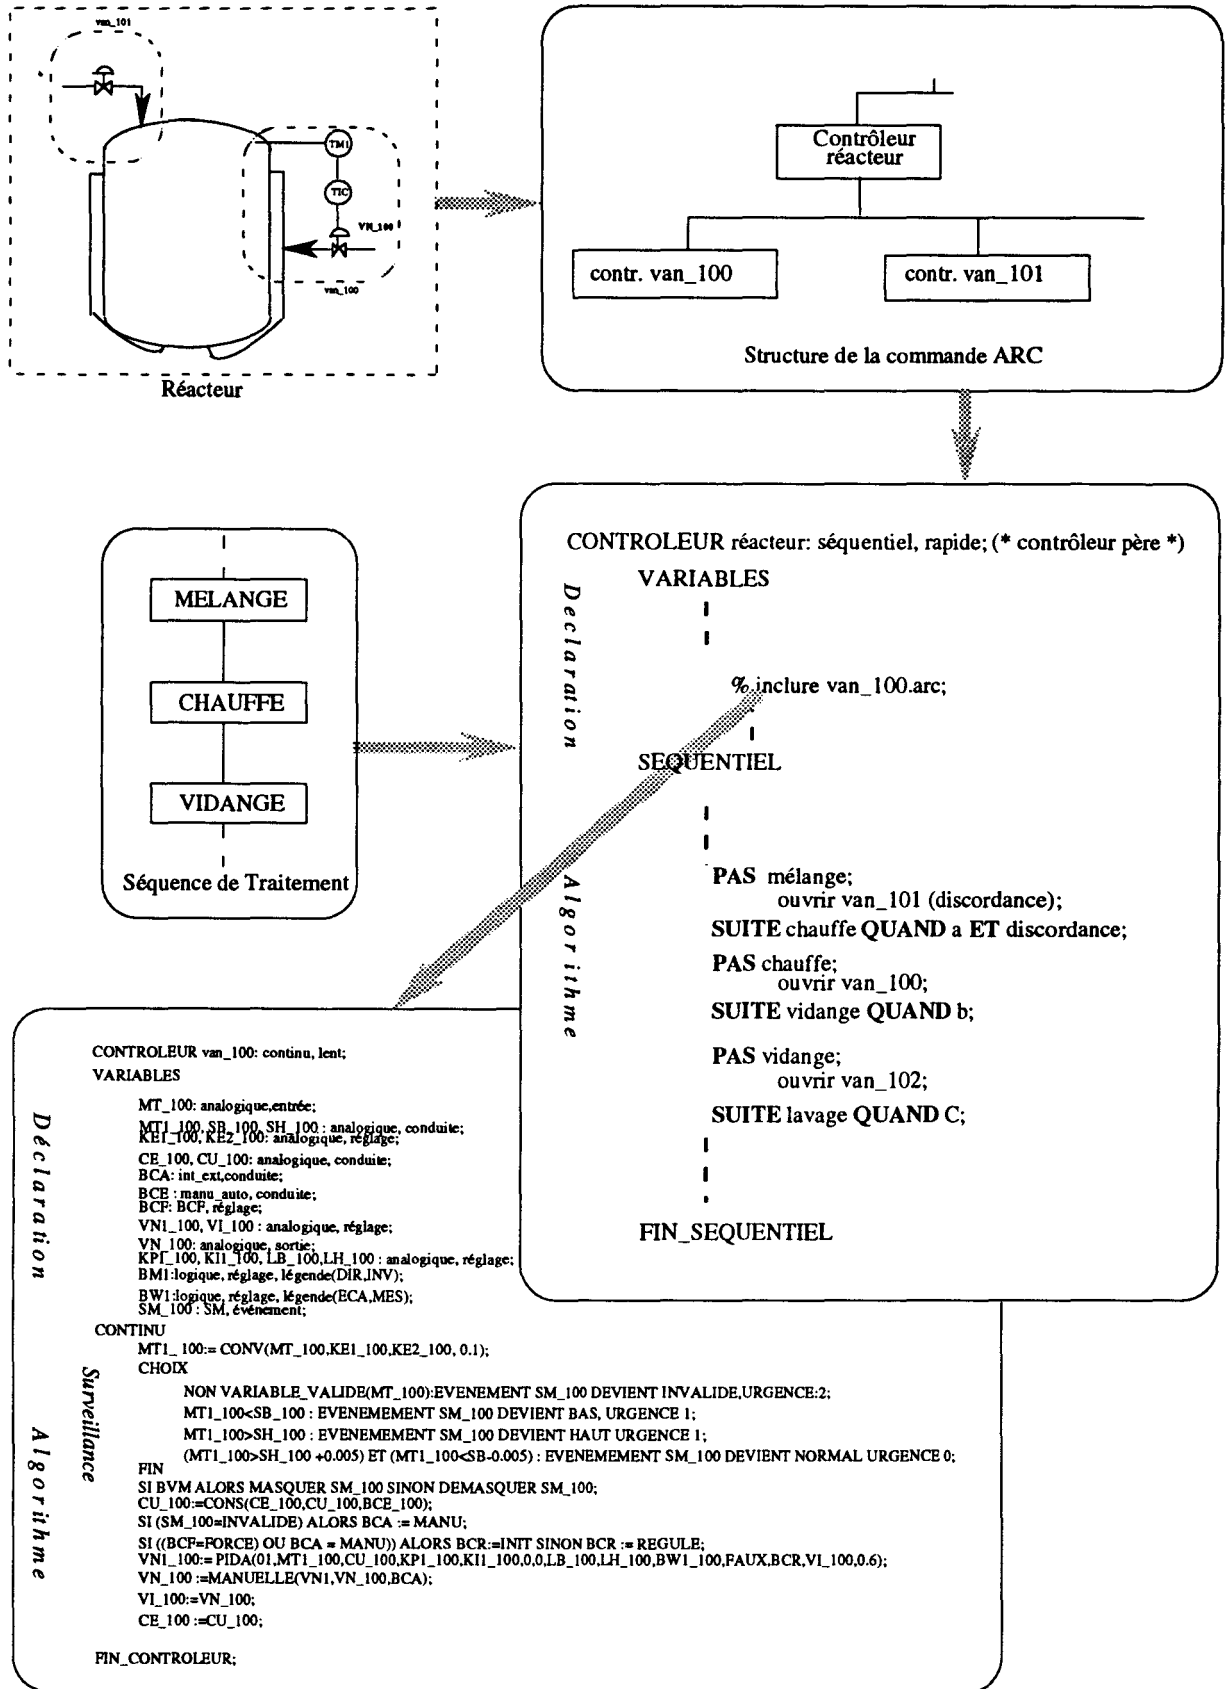 van_101
TM1
TIC
VN_100
van_100
Réacteur
Contrôleur
réacteur
contr. van_100
contr. van_101
Structure de la commande ARC
MELANGE
CHAUFFE
VIDANGE
Séquence de Traitement
CONTROLEUR réacteur: séquentiel, rapide; (* contrôleur père *)
VARIABLES
Declaration
% inclure van_100.arc;
SEQUENTIEL
Algorithme
PAS mélange;
ouvrir van_101 (discordance);
SUITE chauffe QUAND a ET discordance;
PAS chauffe;
ouvrir van_100;
SUITE vidange QUAND b;
PAS vidange;
ouvrir van_102;
SUITE lavage QUAND C;
FIN_SEQUENTIEL
CONTROLEUR van_100: continu, lent;
VARIABLES
Déclaration
MT_100: analogique,entrée;
MT1_100, SB_100, SH_100 : analogique, conduite;
KE1_100, KE2_100: analogique, réglage;
CE_100, CU_100: analogique, conduite;
BCA: int_ext,conduite;
BCE : manu_auto, conduite;
BCF: BCF, réglage;
VN1_100, VI_100 : analogique, réglage;
VN_100: analogique, sortie;
KP1_100, KI1_100, LB_100,LH_100 : analogique, réglage;
BM1:logique, réglage, légende(DIR,INV);
BW1:logique, réglage, légende(ECA,MES);
SM_100 : SM, événement;
CONTINU
MT1_ 100:= CONV(MT_100,KE1_100,KE2_100, 0.1);
CHOIX
Surveillance
NON VARIABLE_VALIDE(MT_100):EVENEMENT SM_100 DEVIENT INVALIDE,URGENCE:2;
MT1_100<SB_100 : EVENEMEMENT SM_100 DEVIENT BAS, URGENCE 1;
MT1_100>SH_100 : EVENEMEMENT SM_100 DEVIENT HAUT URGENCE 1;
(MT1_100>SH_100 +0.005) ET (MT1_100<SB-0.005) : EVENEMEMENT SM_100 DEVIENT NORMAL URGENCE 0;
FIN
Algorithme
SI BVM ALORS MASQUER SM_100 SINON DEMASQUER SM_100;
CU_100:=CONS(CE_100,CU_100,BCE_100);
SI (SM_100=INVALIDE) ALORS BCA := MANU;
SI ((BCF=FORCE) OU BCA = MANU)) ALORS BCR:=INIT SINON BCR := REGULE;
VN1_100:= PIDA(01,MT1_100,CU_100,KP1_100,KI1_100,0,0,LB_100,LH_100,BW1_100,FAUX,BCR,VI_100,0.6);
VN_100 :=MANUELLE(VN1,VN_100,BCA);
VI_100:=VN_100;
CE_100 :=CU_100;
FIN_CONTROLEUR;